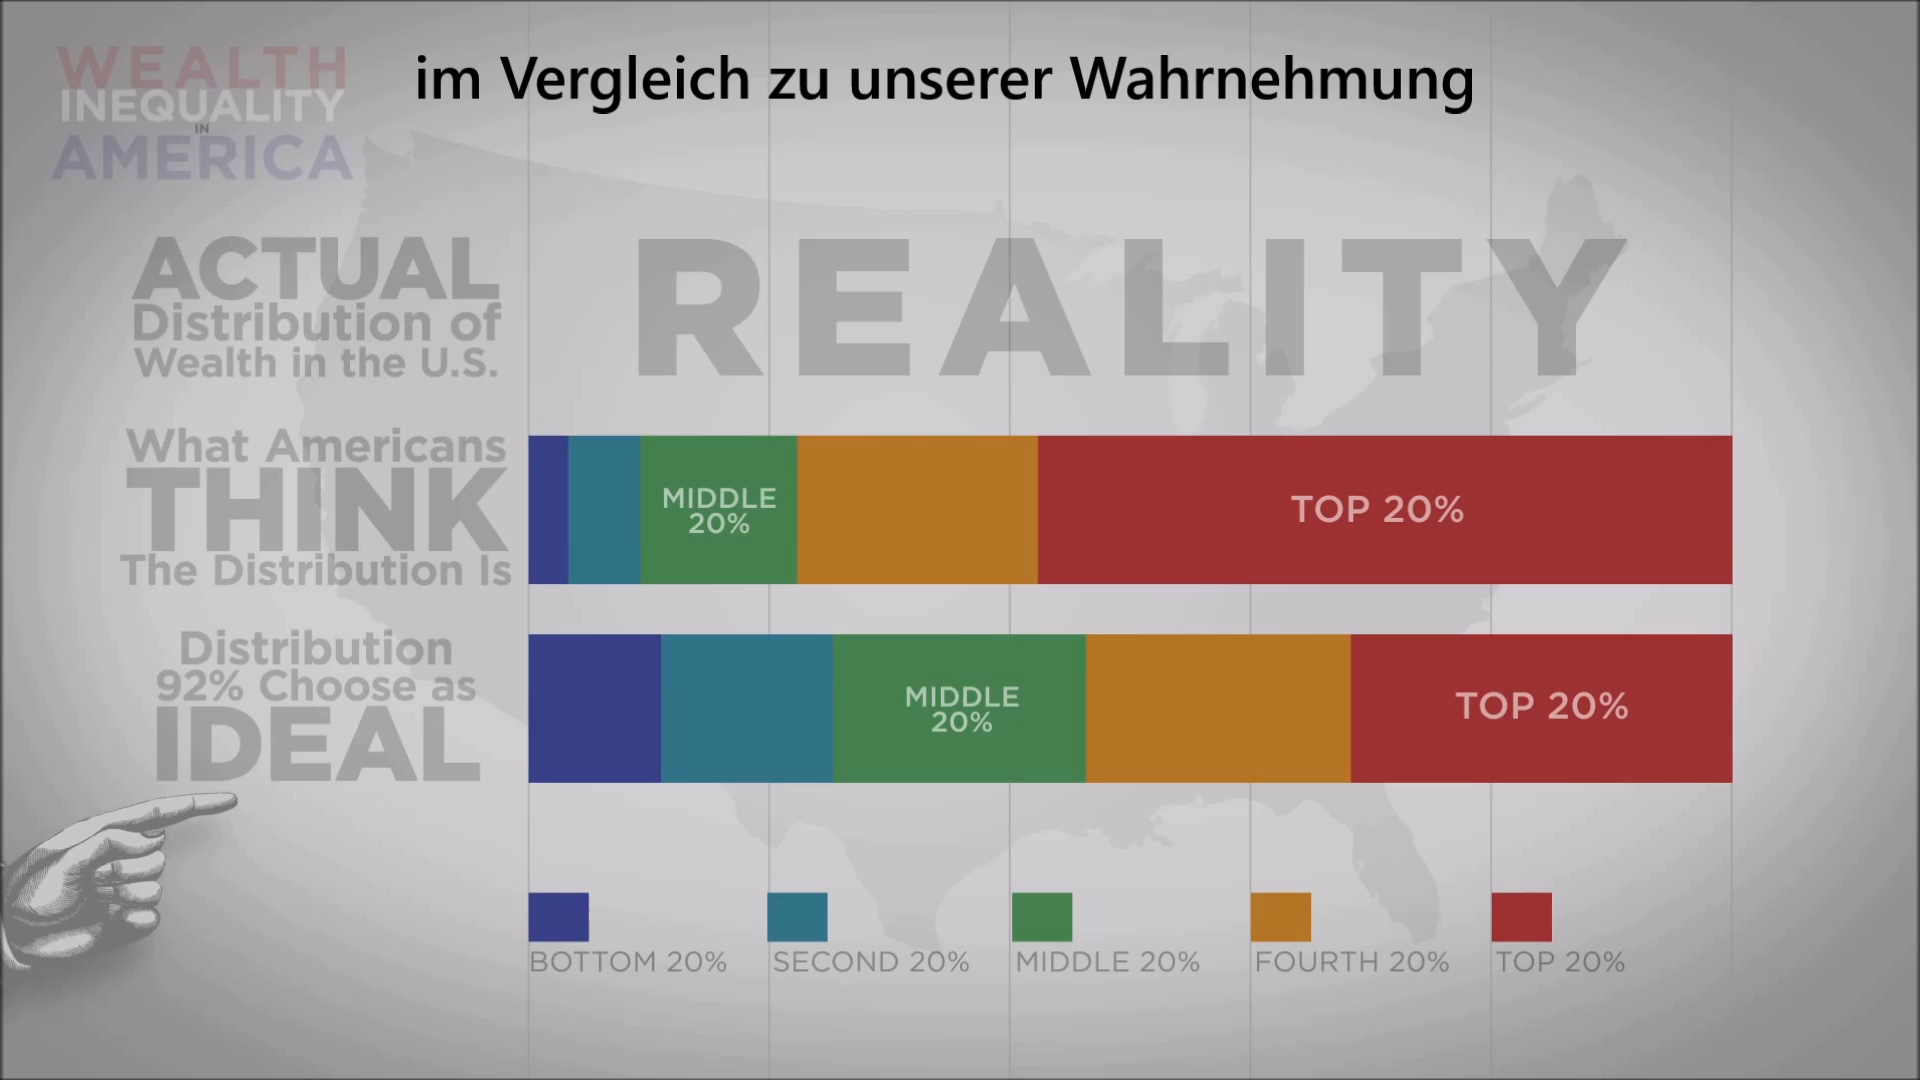 WEALTH
INEQUALITY
IN
AMERICA
im Vergleich zu unserer Wahrnehmung
ACTUAL
Distribution of
Wealth in the U.S.
REALITY
What Americans
THINK
The Distribution Is
MIDDLE
20%
TOP 20%
Distribution
92% Choose as
IDEAL
MIDDLE
20%
TOP 20%
BOTTOM 20%
SECOND 20%
MIDDLE 20%
FOURTH 20%
TOP 20%